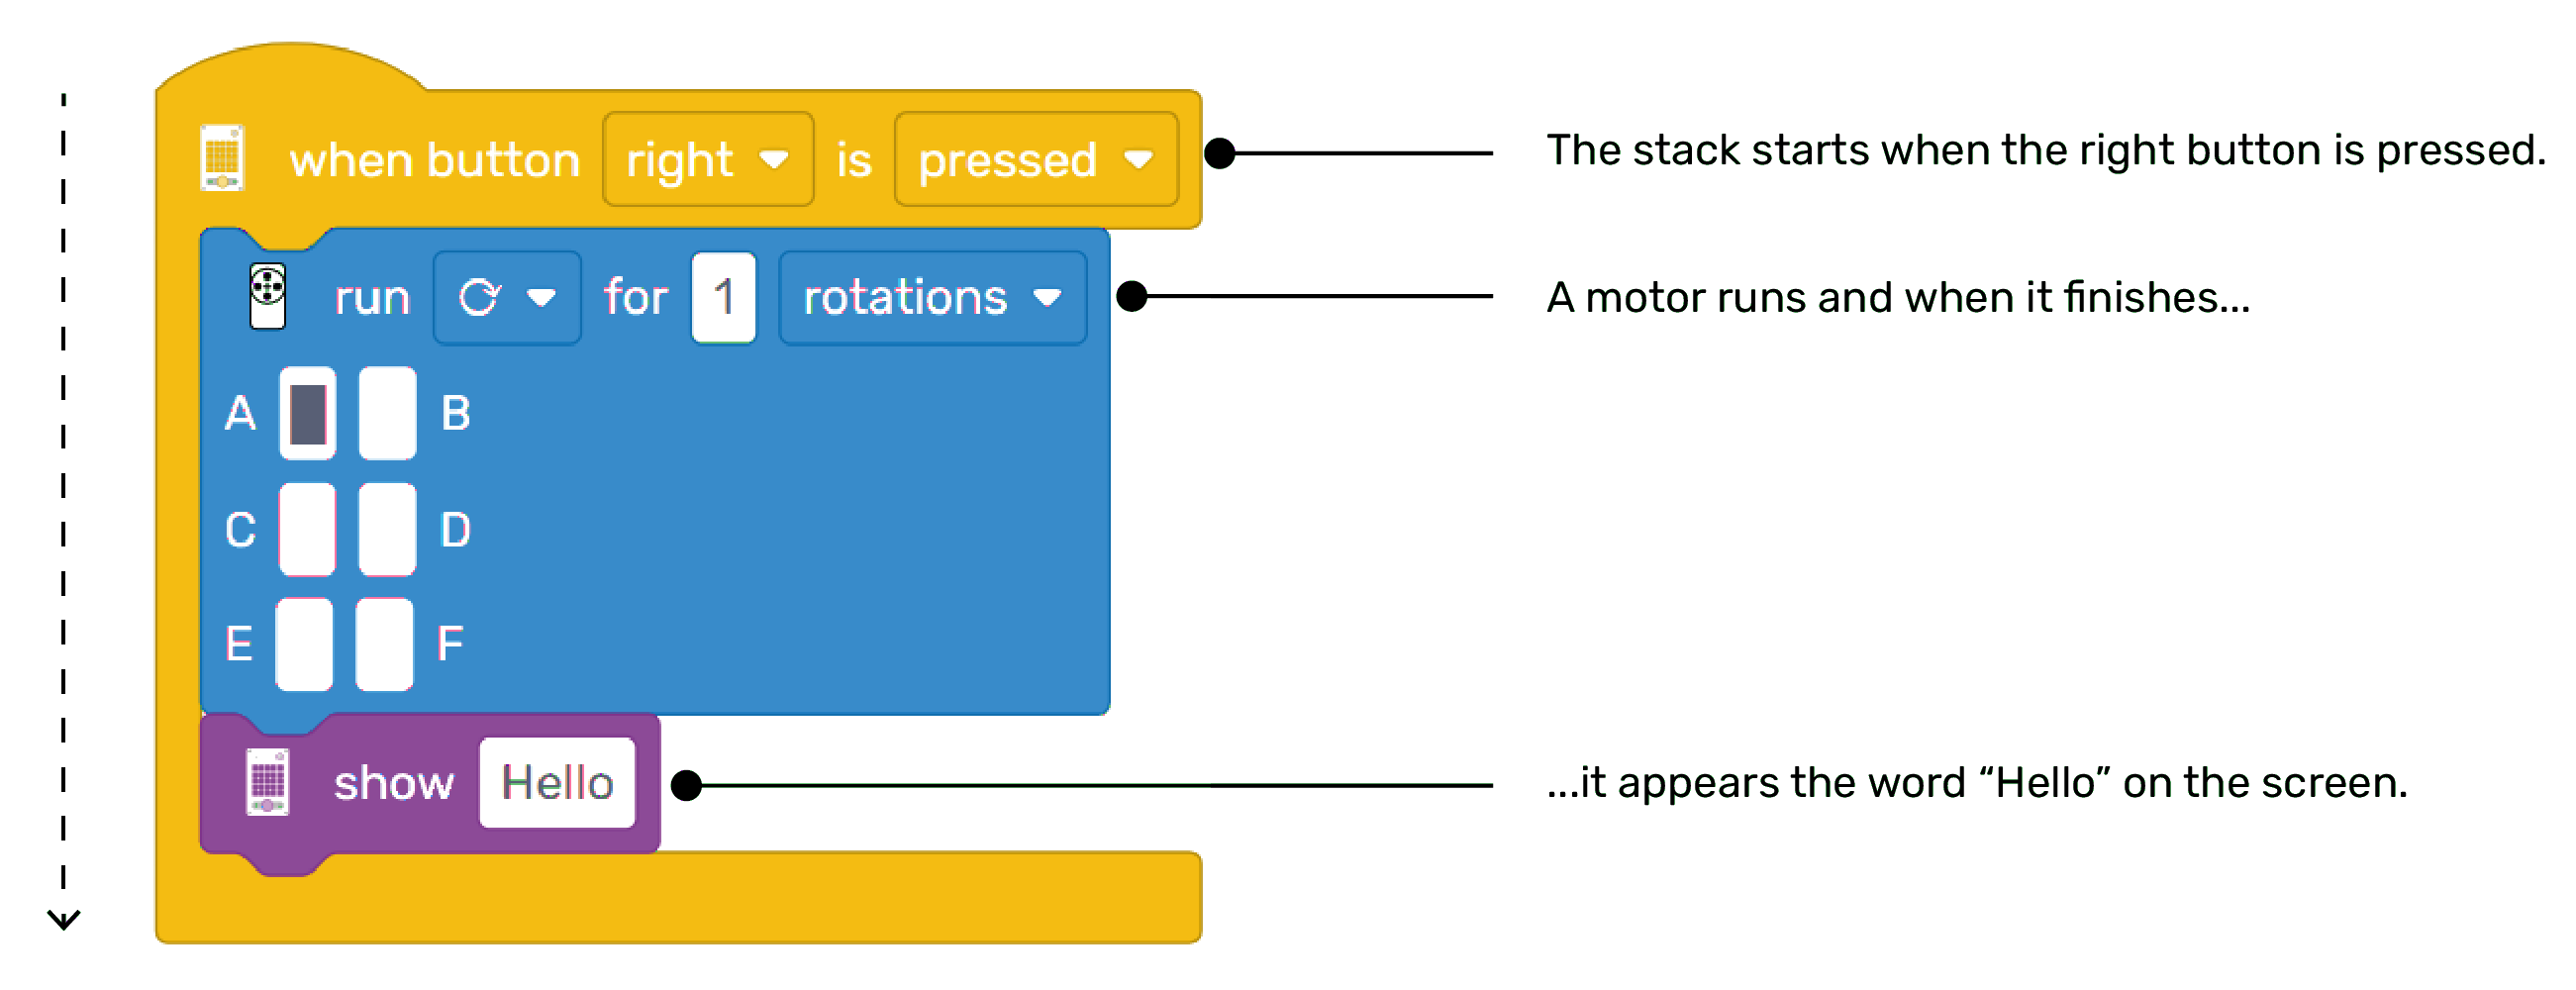 when button right is pressed
The stack starts when the right button is pressed.
run for 1 rotations
A motor runs and when it finishes...
A B
C D
E F
show Hello
...it appears the word “Hello” on the screen.